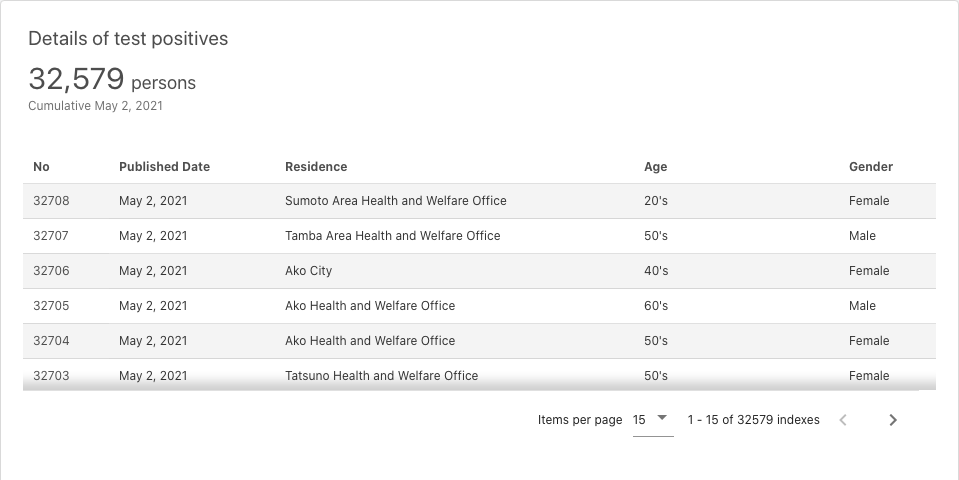 Details of test positives
32,579 persons
Cumulative May 2, 2021
No Published Date Residence Age Gender
32708 May 2, 2021 Sumoto Area Health and Welfare Office 20's Female
32707 May 2, 2021 Tamba Area Health and Welfare Office 50's Male
32706 May 2, 2021 Ako City 40's Female
32705 May 2, 2021 Ako Health and Welfare Office 60's Male
32704 May 2, 2021 Ako Health and Welfare Office 50's Female
32703 May 2, 2021 Tatsuno Health and Welfare Office 50's Female
Items per page 15 1 - 15 of 32579 indexes